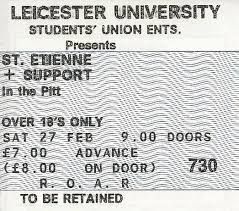 LEICESTER UNIVERSITY
STUDENTS' UNION ENTS.
Presents
ST. ETIENNE
+ SUPPORT
In the Pitt
OVER 18'S ONLY
SAT 27 FEB 9.00 DOORS
£7.00 ADVANCE
(£8.00 ON DOOR) 730
R. O. A. R
TO BE RETAINED